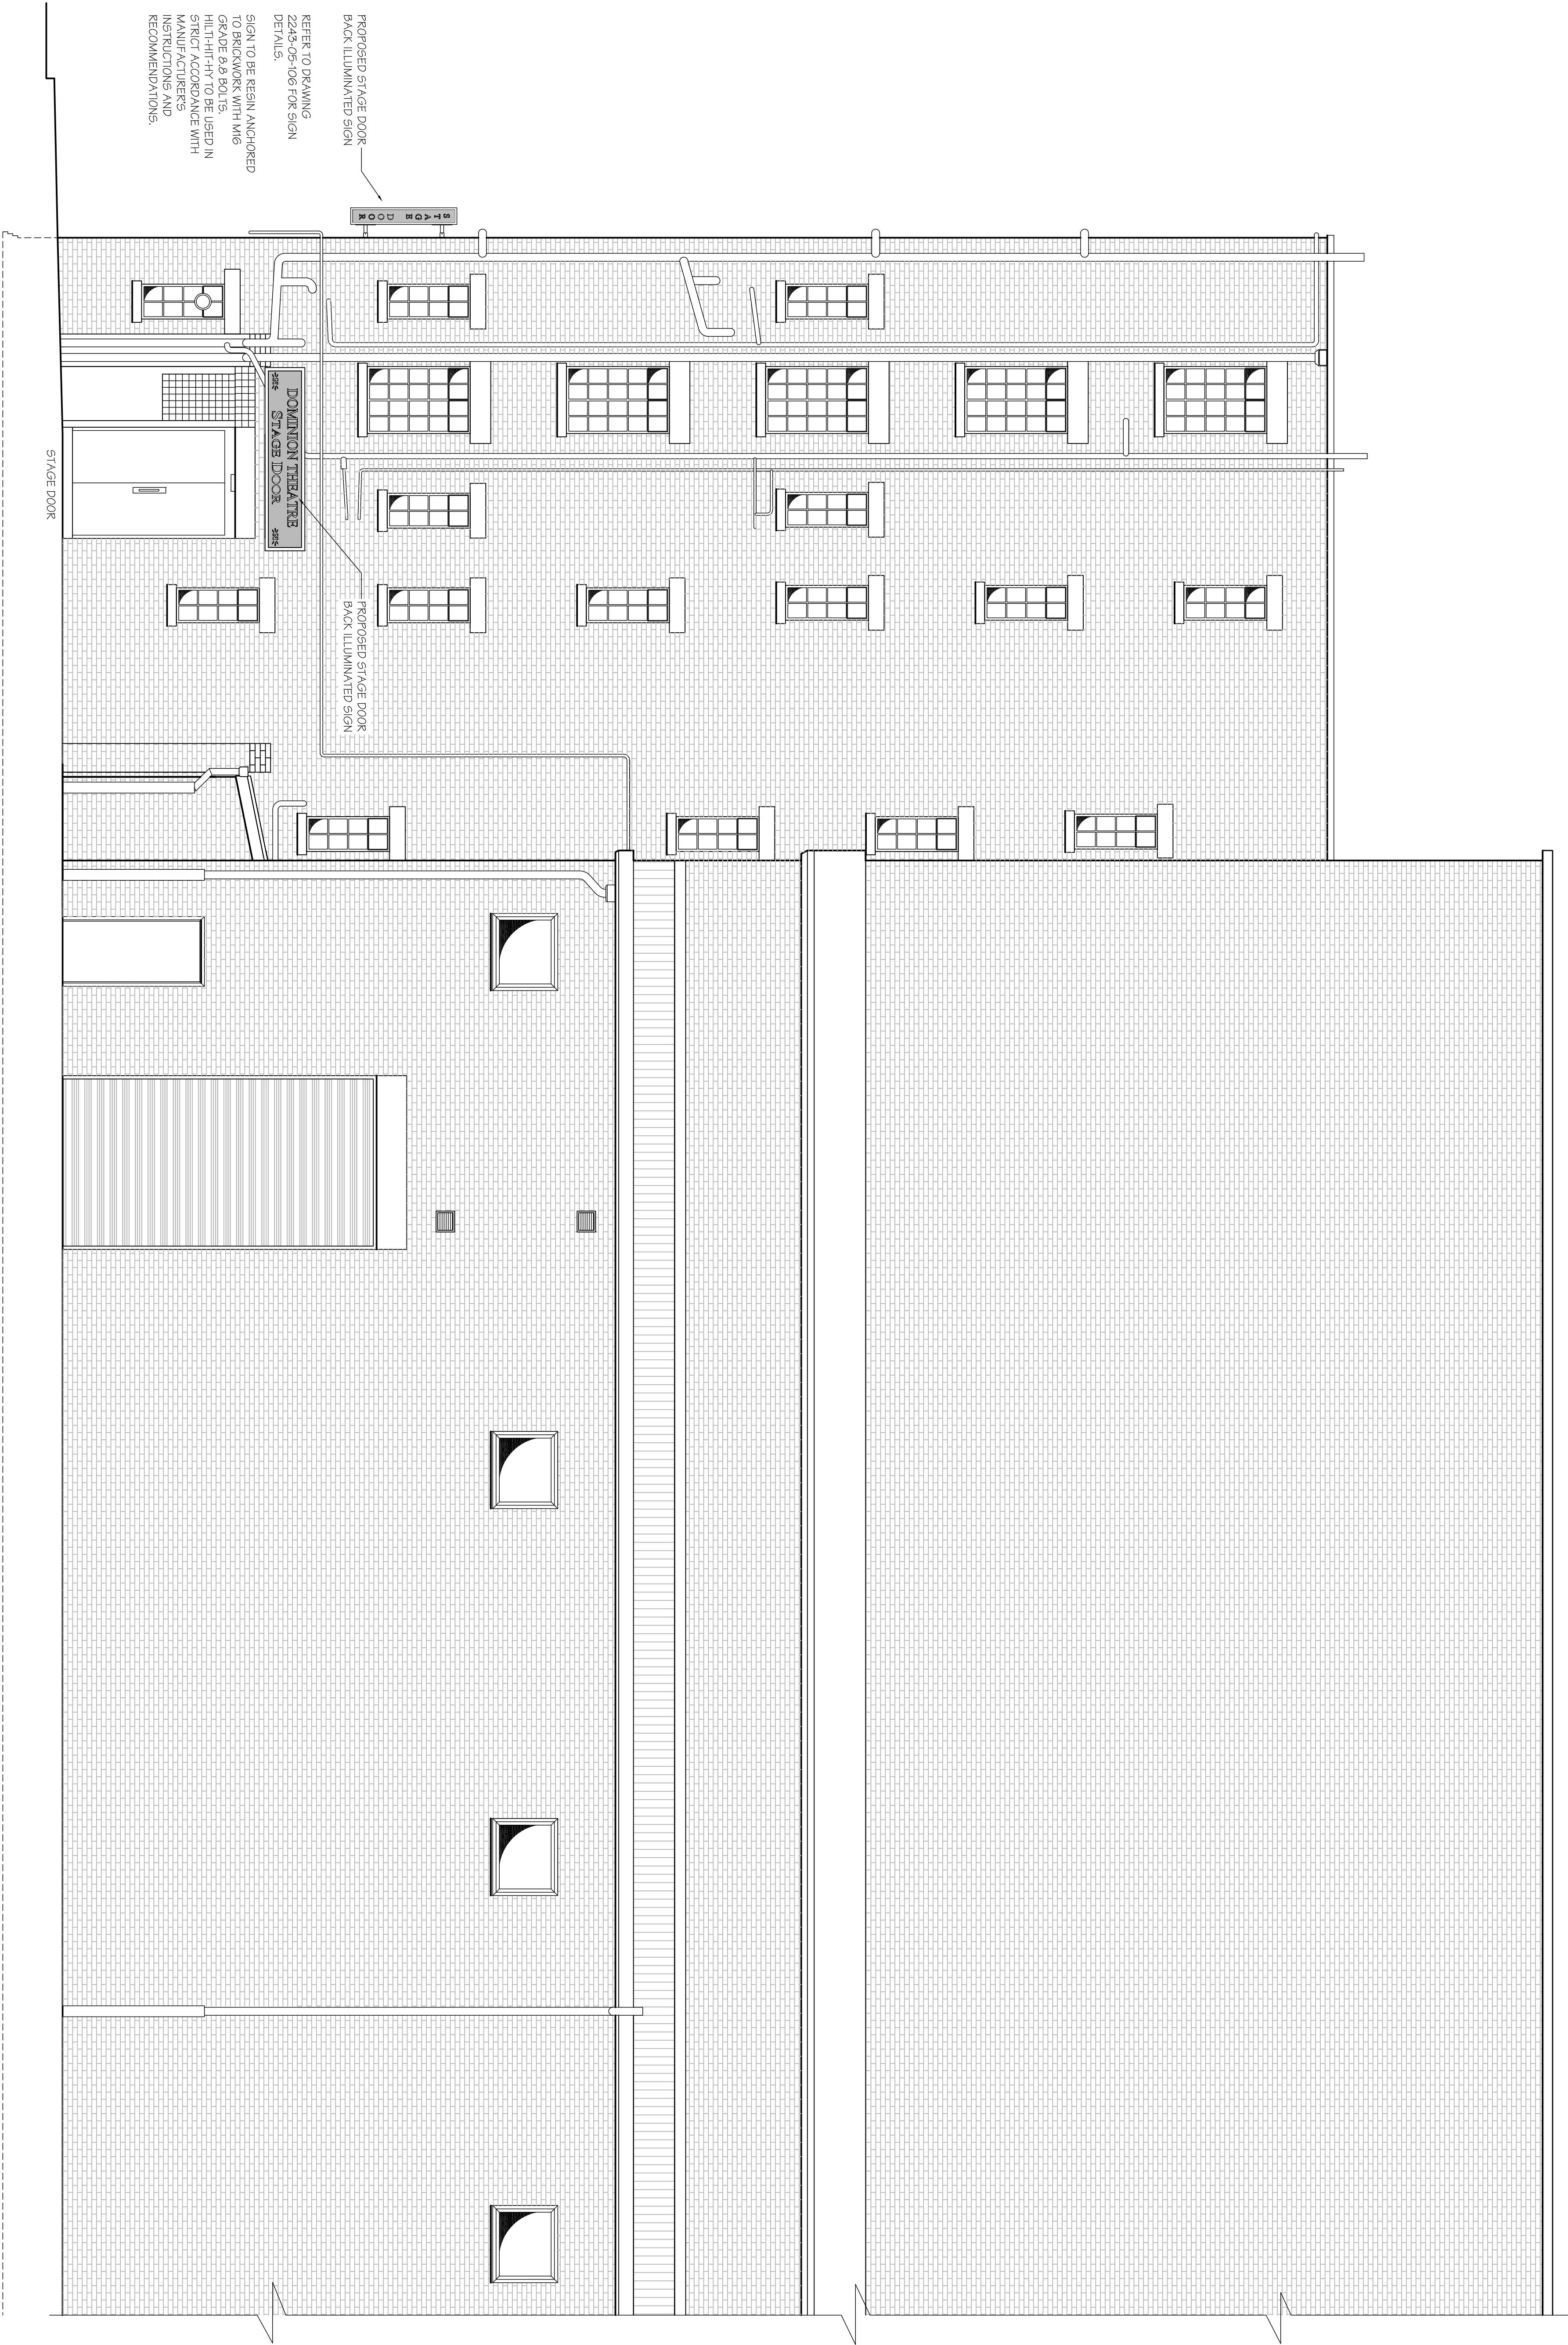 PROPOSED STAGE DOOR
BACK ILLUMINATED SIGN
REFER TO DRAWING
2243-05-106 FOR SIGN
DETAILS.
SIGN TO BE RESIN ANCHORED
TO BRICKWORK WITH M16
GRADE 8.8 BOLTS.
HILTI-HIT-HY TO BE USED IN
STRICT ACCORDANCE WITH
MANUFACTURER'S
INSTRUCTIONS AND
RECOMMENDATIONS.
STAGE DOOR
PROPOSED STAGE DOOR
BACK ILLUMINATED SIGN
DOMINION THEATRE
STAGE DOOR
STAGE DOOR